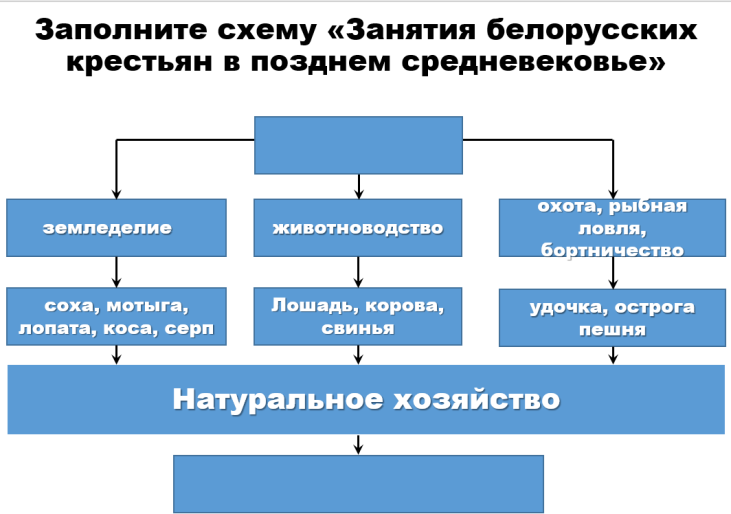 Заполните схему «Занятия белорусских
крестьян в позднем средневековье»
земледелие
животноводство
охота, рыбная
ловля,
бортничество
соха, мотыга,
лопата, коса, серп
Лошадь, корова,
свинья
удочка, острога
пешня
Натуральное хозяйство